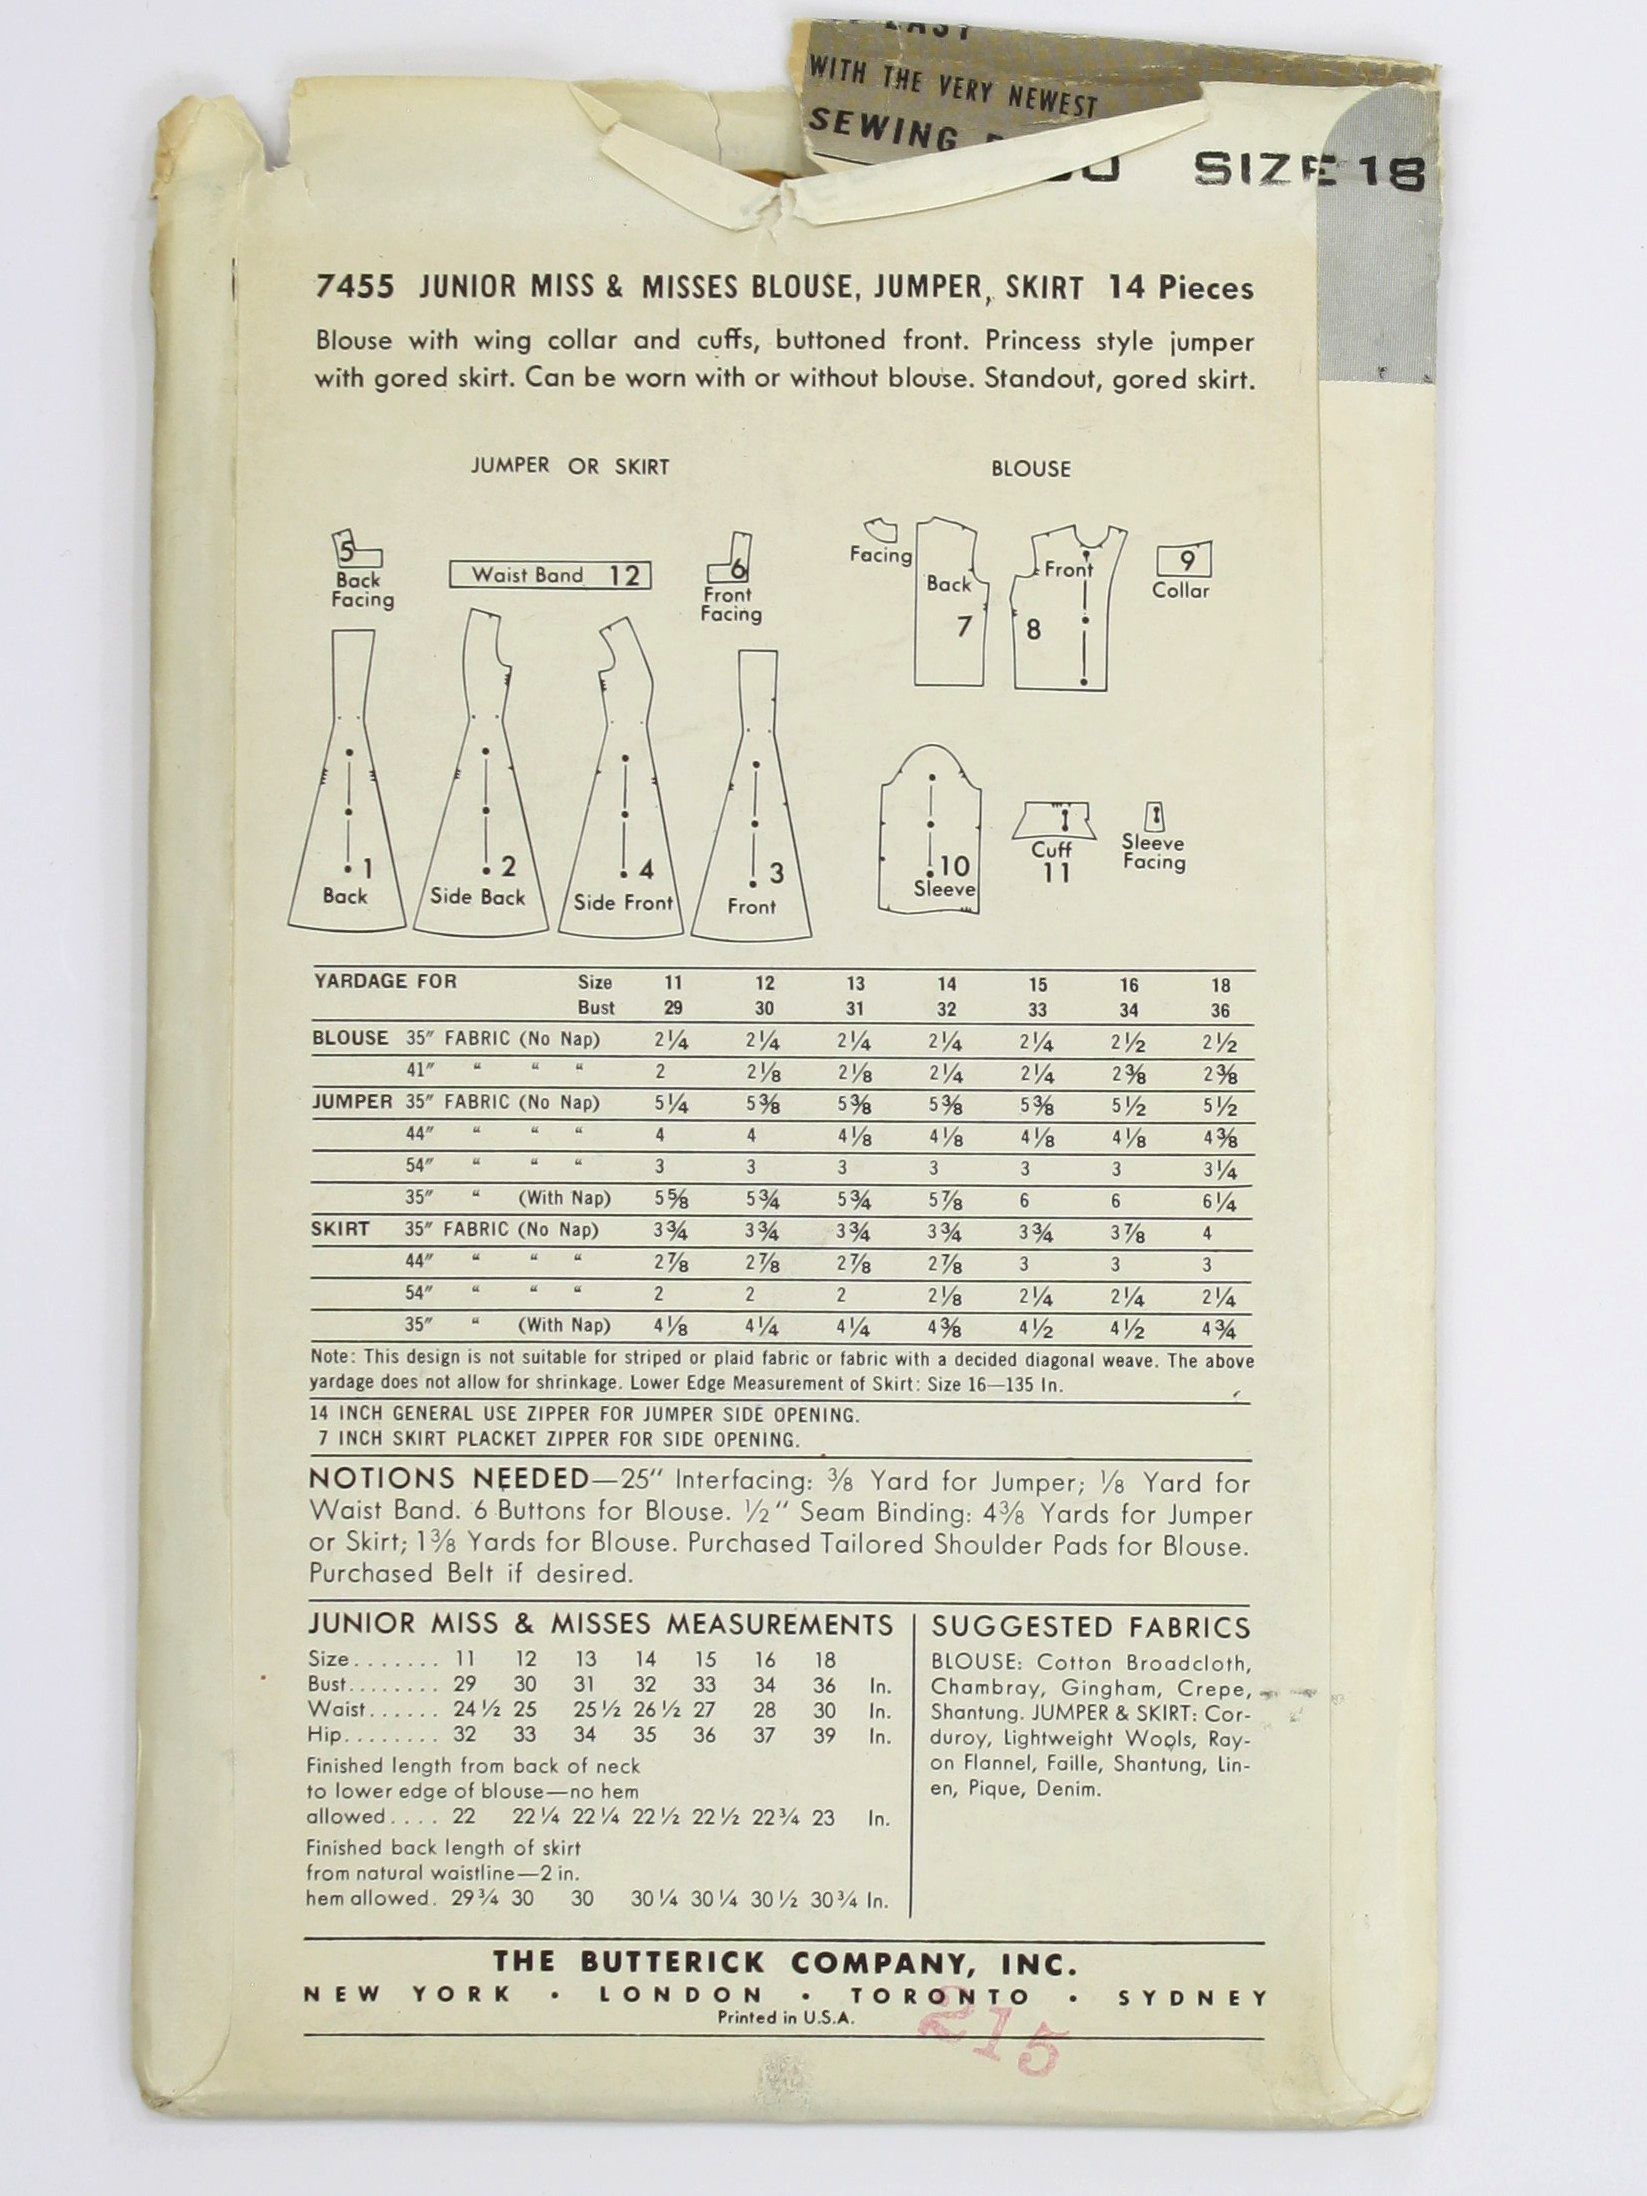 EASY
WITH THE VERY NEWEST
SEWING
SIZE 18
7455 JUNIOR MISS & MISSES BLOUSE, JUMPER, SKIRT 14 Pieces
Blouse with wing collar and cuffs, buttoned front. Princess style jumper
with gored skirt. Can be worn with or without blouse. Standout, gored skirt.
JUMPER OR SKIRT
5
Back
Facing
Waist Band 12
6
Front
Facing
1
Back
2
Side Back
4
Side Front
3
Front
BLOUSE
Facing
Back
7
Front
8
9
Collar
10
Sleeve
Cuff
11
Sleeve
Facing
YARDAGE FOR Size 11 12 13 14 15 16 18
Bust 29 30 31 32 33 34 36
BLOUSE 35" FABRIC (No Nap) 2¼ 2¼ 2¼ 2¼ 2¼ 2½ 2½
41" " " " 2 2⅛ 2⅛ 2¼ 2¼ 2⅜ 2⅜
JUMPER 35" FABRIC (No Nap) 5¼ 5⅜ 5⅜ 5⅜ 5⅜ 5½ 5½
44" " " " 4 4 4⅛ 4⅛ 4⅛ 4⅛ 4⅜
54" " " " 3 3 3 3 3 3 3¼
35" " (With Nap) 5⅝ 5¾ 5¾ 5⅞ 6 6 6¼
SKIRT 35" FABRIC (No Nap) 3¾ 3¾ 3¾ 3¾ 3¾ 3⅞ 4
44" " " " 2⅞ 2⅞ 2⅞ 2⅞ 3 3 3
54" " " " 2 2 2 2⅛ 2¼ 2¼ 2¼
35" " (With Nap) 4⅛ 4¼ 4¼ 4⅜ 4½ 4½ 4¾
Note: This design is not suitable for striped or plaid fabric or fabric with a decided diagonal weave. The above
yardage does not allow for shrinkage. Lower Edge Measurement of Skirt: Size 16—135 In.
14 INCH GENERAL USE ZIPPER FOR JUMPER SIDE OPENING.
7 INCH SKIRT PLACKET ZIPPER FOR SIDE OPENING.
NOTIONS NEEDED—25" Interfacing: ⅜ Yard for Jumper; ⅛ Yard for
Waist Band. 6 Buttons for Blouse. ½" Seam Binding: 4⅜ Yards for Jumper
or Skirt; 1⅜ Yards for Blouse. Purchased Tailored Shoulder Pads for Blouse.
Purchased Belt if desired.
JUNIOR MISS & MISSES MEASUREMENTS
Size....... 11 12 13 14 15 16 18
Bust........ 29 30 31 32 33 34 36 In.
Waist...... 24½ 25 25½ 26½ 27 28 30 In.
Hip........ 32 33 34 35 36 37 39 In.
Finished length from back of neck
to lower edge of blouse—no hem
allowed.... 22 22¼ 22¼ 22½ 22½ 22¾ 23 In.
Finished back length of skirt
from natural waistline—2 in.
hem allowed. 29¾ 30 30 30¼ 30¼ 30½ 30¾ In.
SUGGESTED FABRICS
BLOUSE: Cotton Broadcloth,
Chambray, Gingham, Crepe,
Shantung. JUMPER & SKIRT: Cor-
duroy, Lightweight Wools, Ray-
on Flannel, Faille, Shantung, Lin-
en, Pique, Denim.
THE BUTTERICK COMPANY, INC.
NEW YORK • LONDON • TORONTO • SYDNEY
Printed in U.S.A.
215